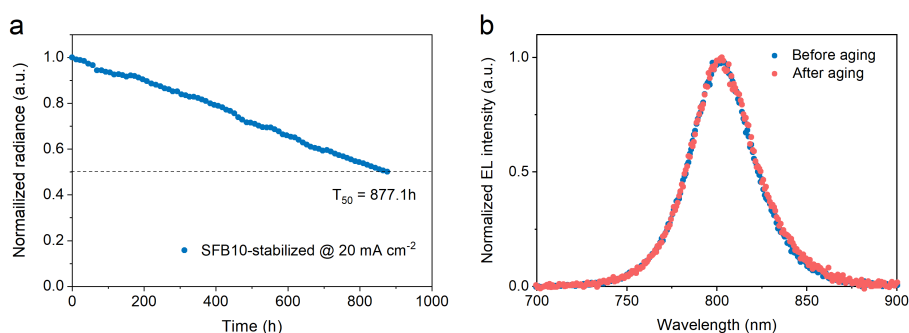 a
Normailized radiance (a.u.)
1.0
0.8
0.6
0.4
0.2
0.0
T50 = 877.1h
SFB10-stabilized @ 20 mA cm-2
0 200 400 600 800 1000
Time (h)
b
Normalized EL intensity (a.u.)
1.0
0.5
0.0
Before aging
After aging
700 750 800 850 900
Wavelength (nm)